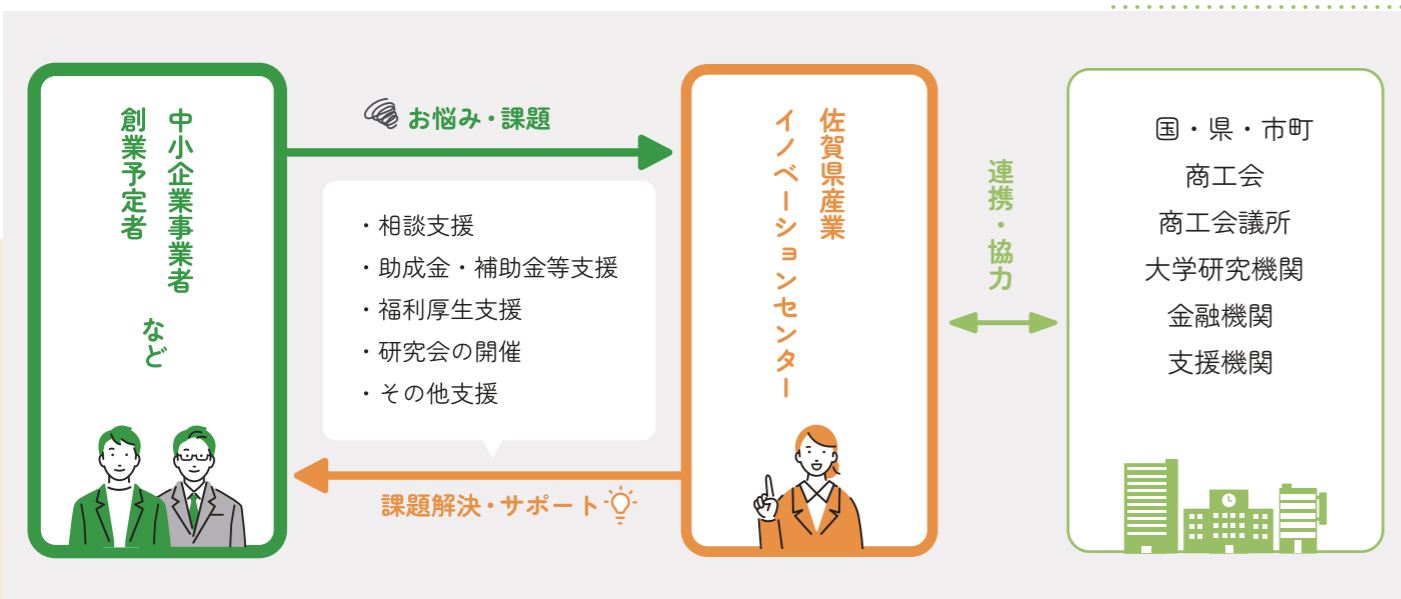 中小企業事業者
創業予定者
など
お悩み・課題
・相談支援
・助成金・補助金等支援
・福利厚生支援
・研究会の開催
・その他支援
課題解決・サポート
佐賀県産業
イノベーションセンター
連携・協力
国・県・市町
商工会
商工会議所
大学研究機関
金融機関
支援機関